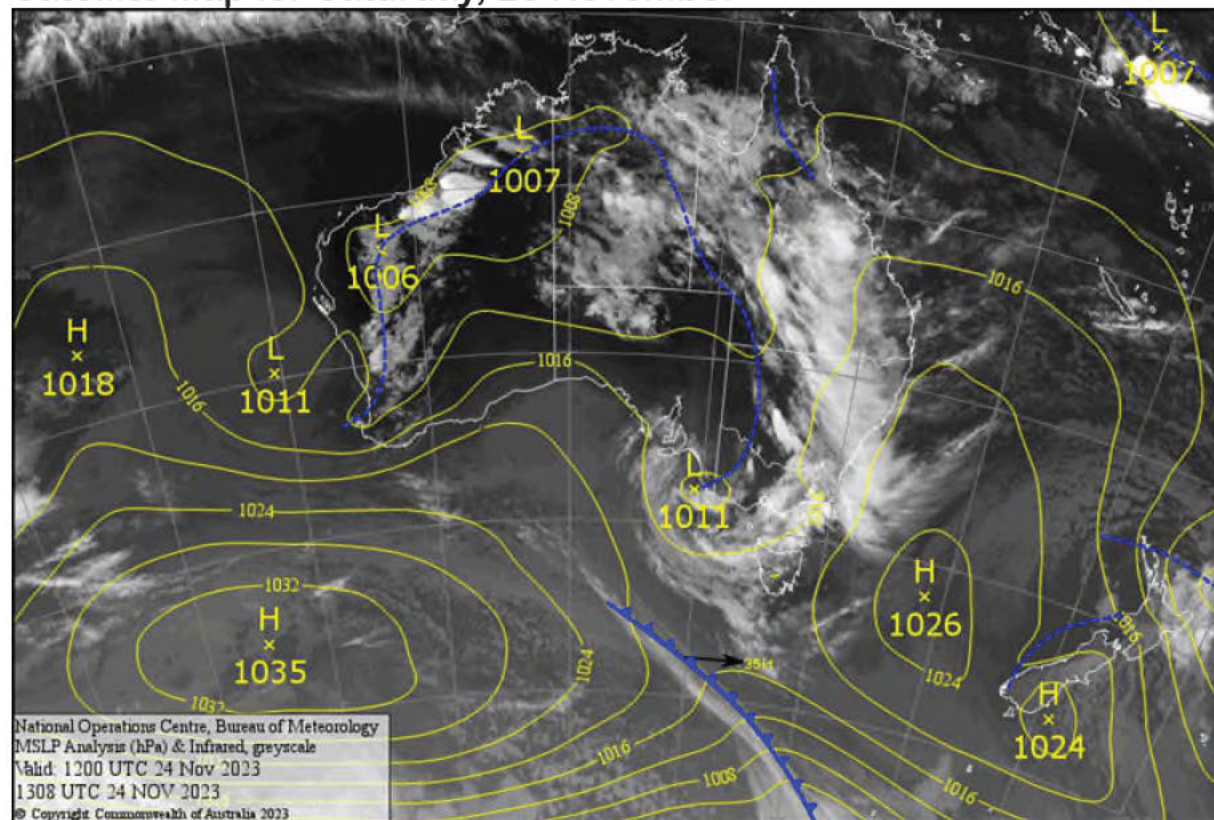 L
1007
L
1007
1008
L
1006
1016
H
1018
L
1011
1016
1016
L
1011
1024
1032
H
1035
1024
1032
H
1026
1024
35kt
1016
1008
1016
1016
H
1024
National Operations Centre, Bureau of Meteorology
MSLP Analysis (hPa) & Infrared, greyscale
Valid: 1200 UTC 24 Nov 2023
1308 UTC 24 NOV 2023
© Copyright Commonwealth of Australia 2023